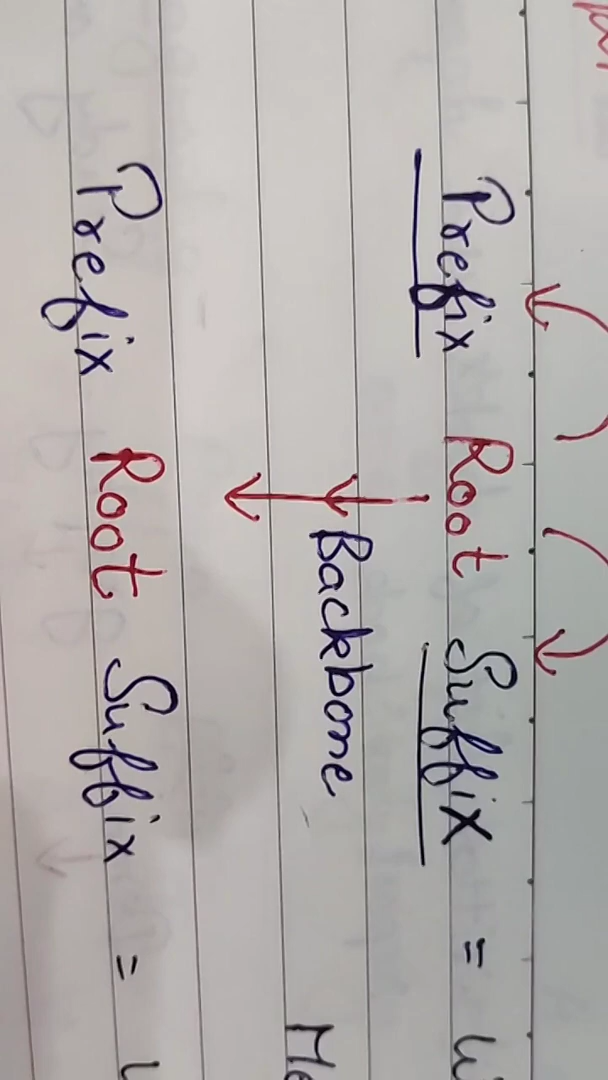 Prefix Root Suffix =
Backbone
Prefix Root Suffix =